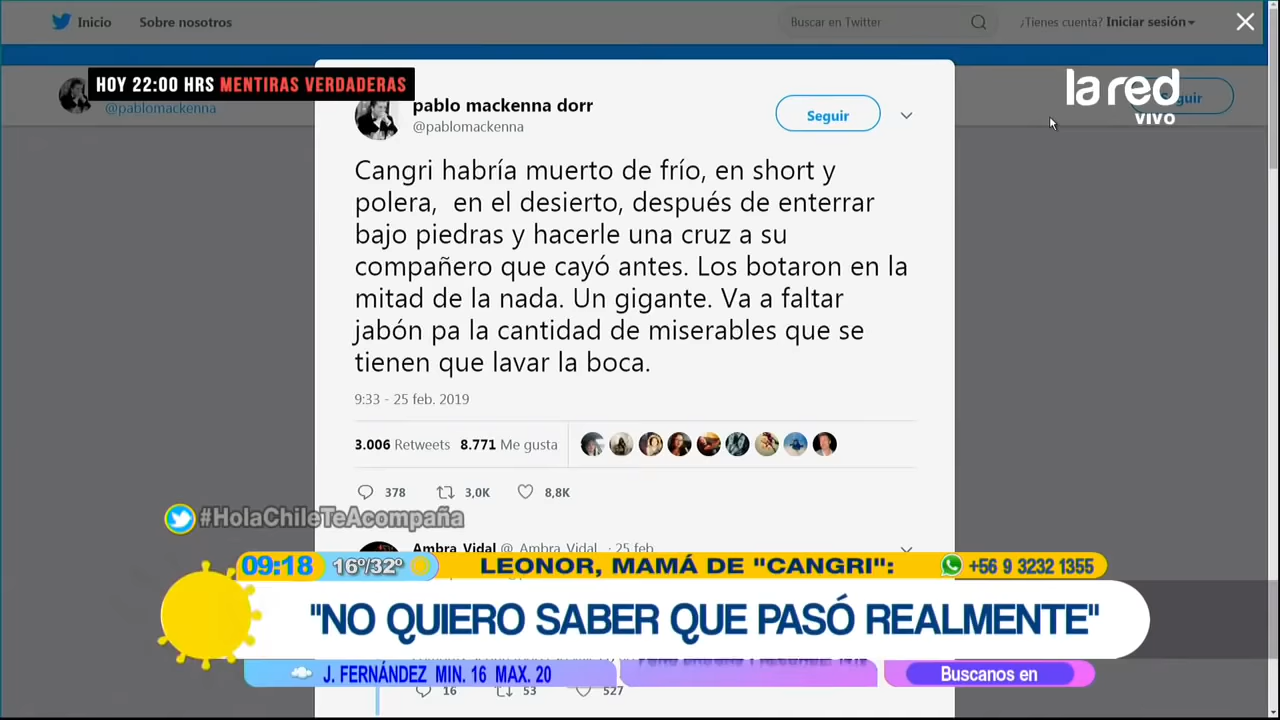 Inicio
Sobre nosotros
Buscar en Twitter
¿Tienes cuenta? Iniciar sesión
HOY 22:00 HRS MENTIRAS VERDADERAS
@pablomackenna
pablo mackenna dorr
@pablomackenna
Seguir
la red
Seguir
VIVO
Cangri habría muerto de frío, en short y
polera, en el desierto, después de enterrar
bajo piedras y hacerle una cruz a su
compañero que cayó antes. Los botaron en la
mitad de la nada. Un gigante. Va a faltar
jabón pa la cantidad de miserables que se
tienen que lavar la boca.
9:33 - 25 feb. 2019
3.006 Retweets 8.771 Me gusta
378 3,0K 8,8K
#HolaChileTeAcompaña
Ambra Vidal @_Ambra_Vidal_ · 25 feb.
09:18 16º/32º LEONOR, MAMÁ DE "CANGRI": +56 9 3232 1355
"NO QUIERO SABER QUE PASÓ REALMENTE"
J. FERNÁNDEZ MIN. 16 MAX. 20
Buscanos en
16 53 527